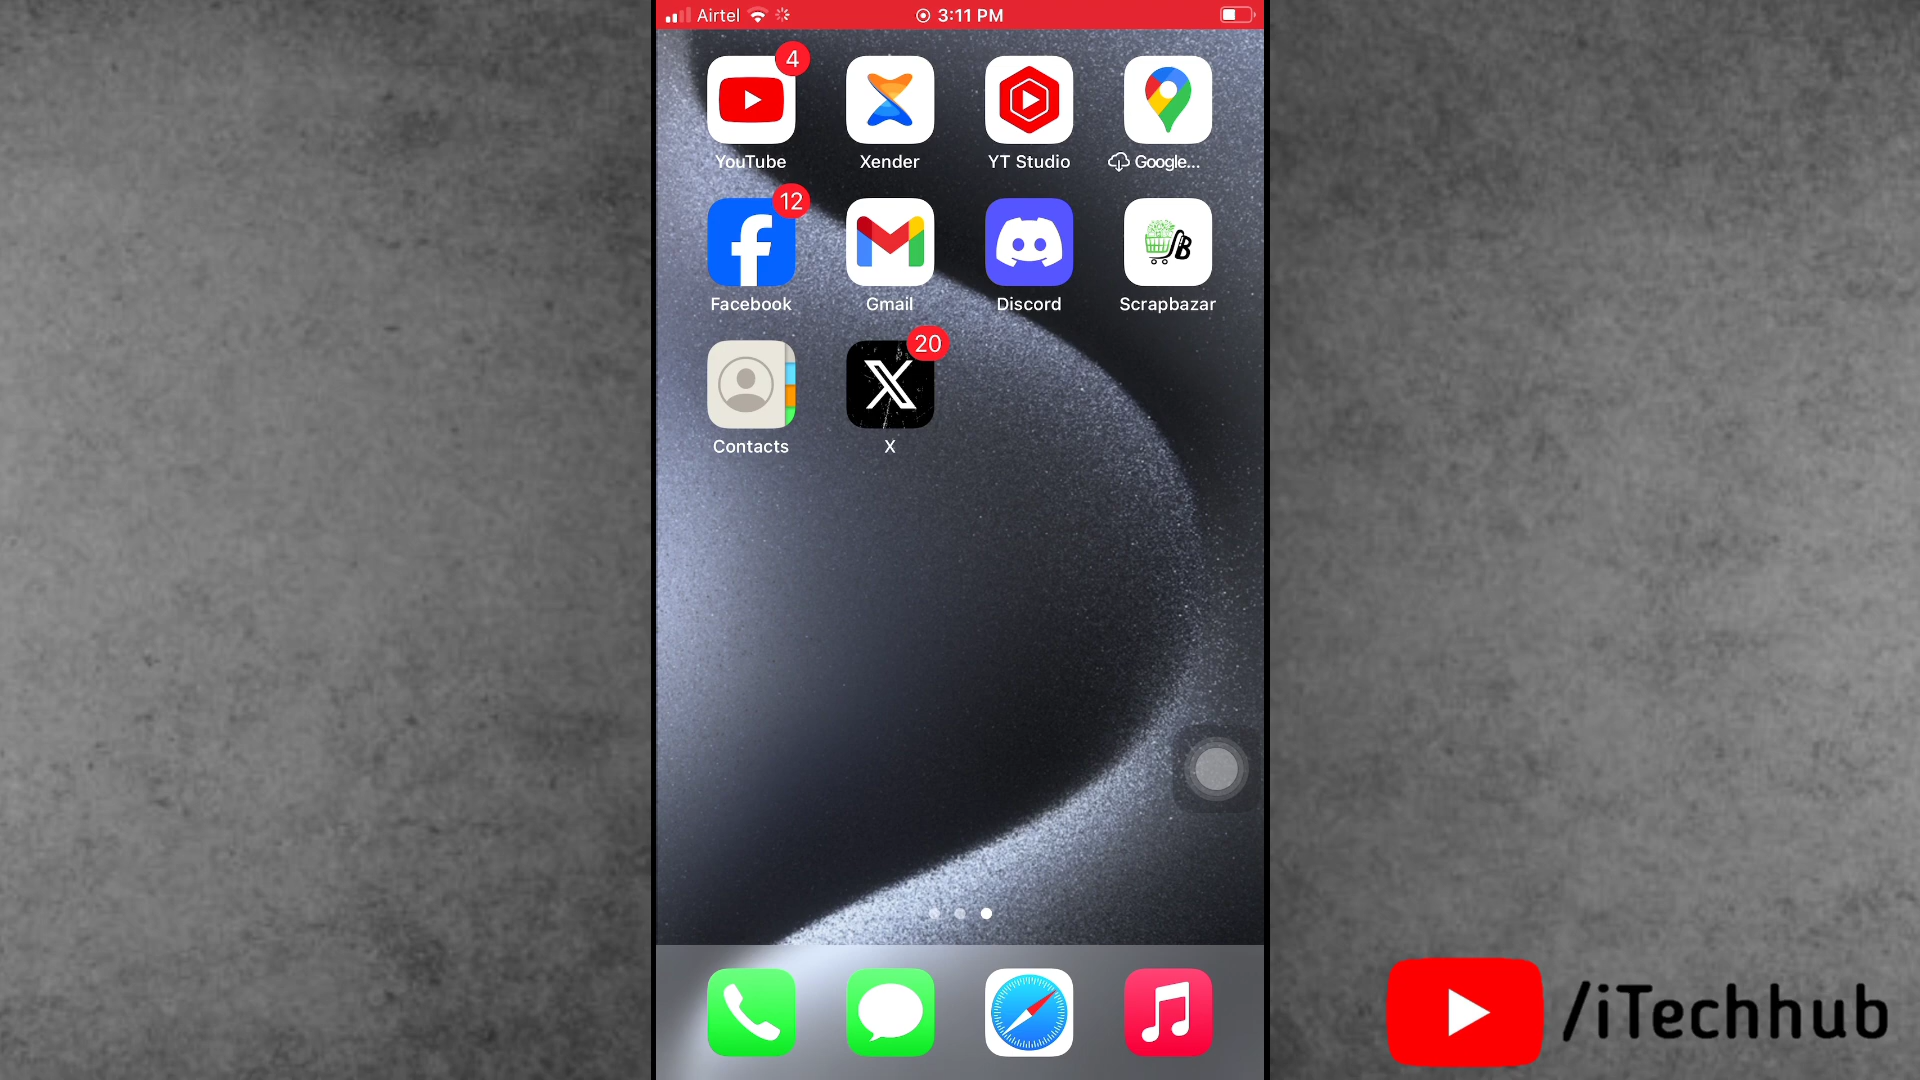 Airtel 3:11 PM
4
YouTube Xender YT Studio Google...
12
Facebook Gmail Discord Scrapbazar
B
20
Contacts X
/iTechhub